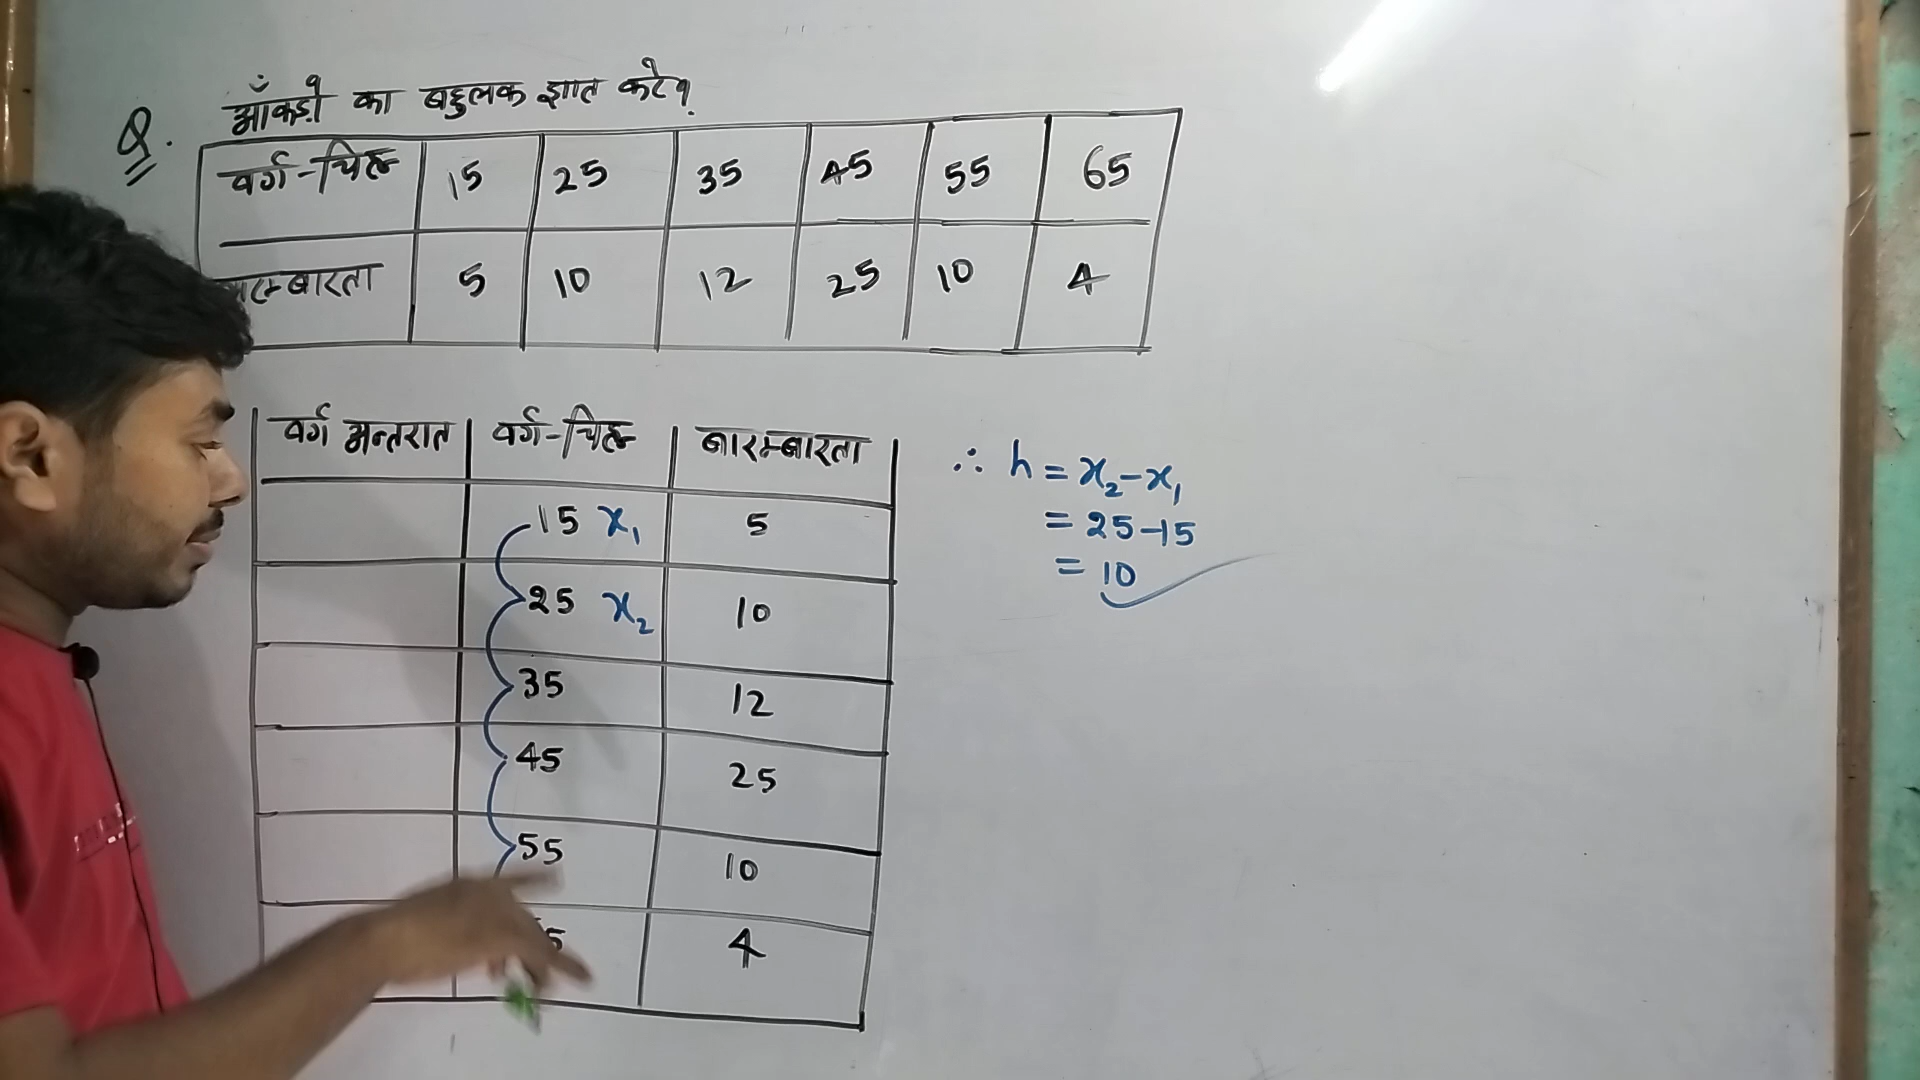 Q. आँकड़ो का बहुलक ज्ञात करे?
वर्ग-चिह्न 15 25 35 45 55 65
रम्बारता 5 10 12 25 10 4
वर्ग अन्तरात वर्ग-चिह्न बारम्बारता
15 x₁ 5
25 x₂ 10
35 12
45 25
55 10
5 4
∴ h = x₂-x₁
= 25-15
= 10